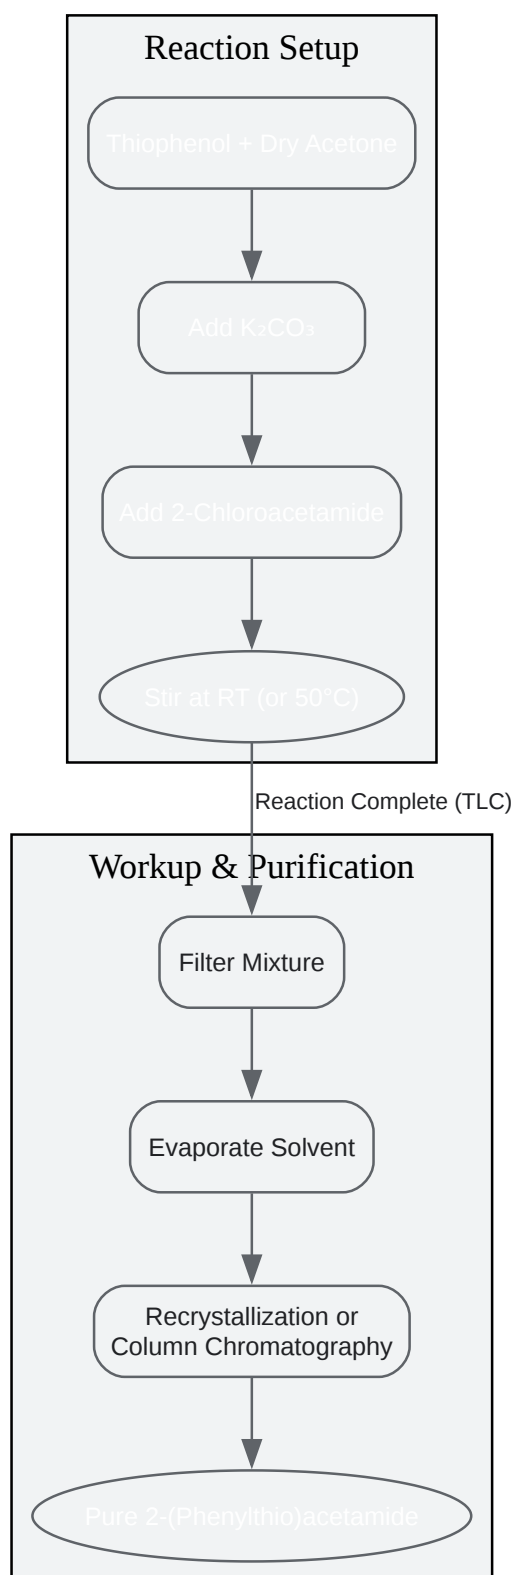 Reaction Setup
Thiophenol + Dry Acetone
Add K₂CO₃
Add 2-Chloroacetamide
Stir at RT (or 50°C)
Reaction Complete (TLC)
Workup & Purification
Filter Mixture
Evaporate Solvent
Recrystallization or
Column Chromatography
Pure 2-(Phenylthio)acetamide